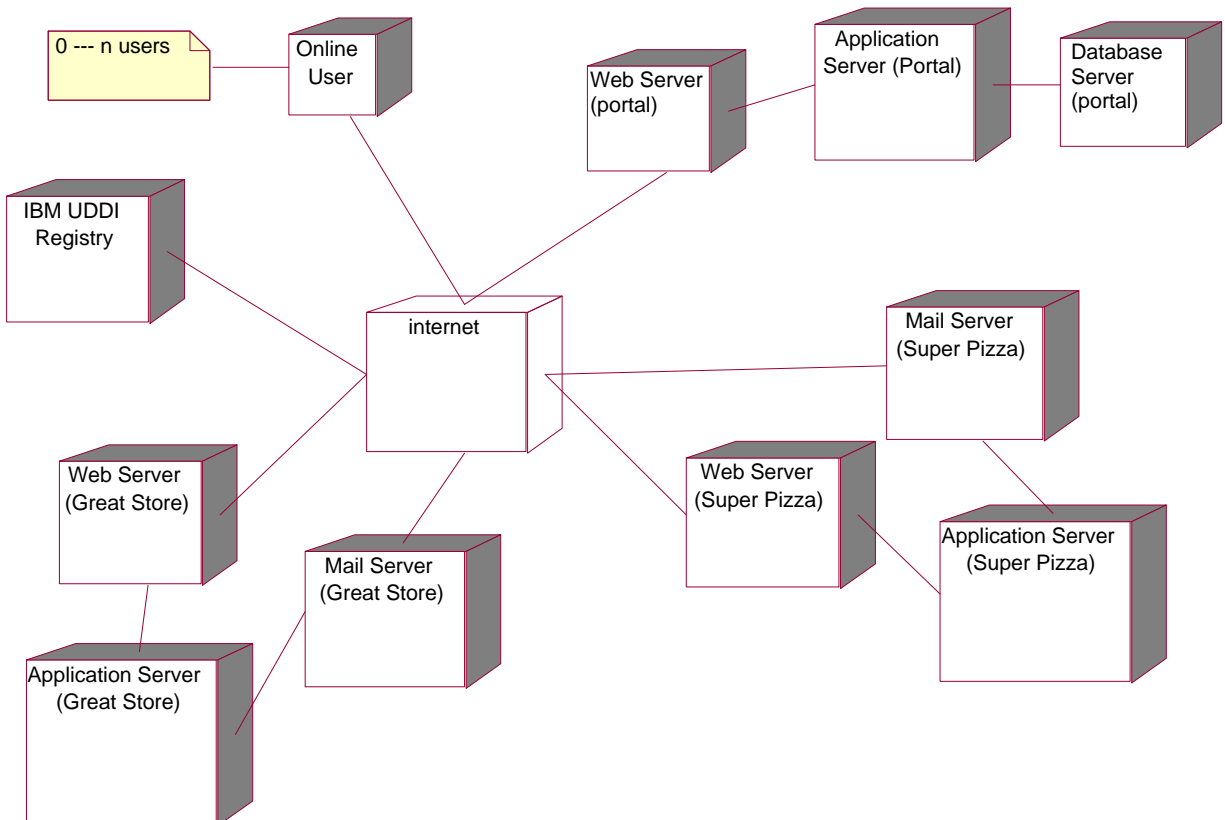 0 --- n users
Online
User
Web Server
(portal)
Application
Server (Portal)
Database
Server
(portal)
IBM UDDI
Registry
internet
Mail Server
(Super Pizza)
Web Server
(Great Store)
Web Server
(Super Pizza)
Mail Server
(Great Store)
Application Server
(Super Pizza)
Application Server
(Great Store)